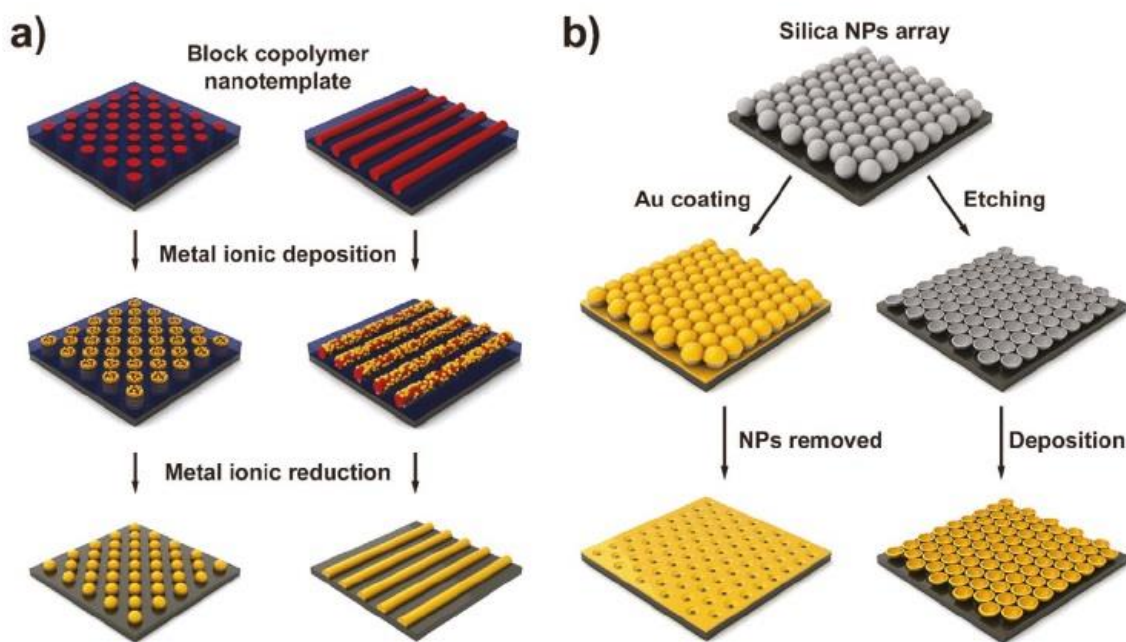 a)
Block copolymer
nanotemplate
Metal ionic deposition
Metal ionic reduction
b)
Silica NPs array
Au coating
Etching
NPs removed
Deposition